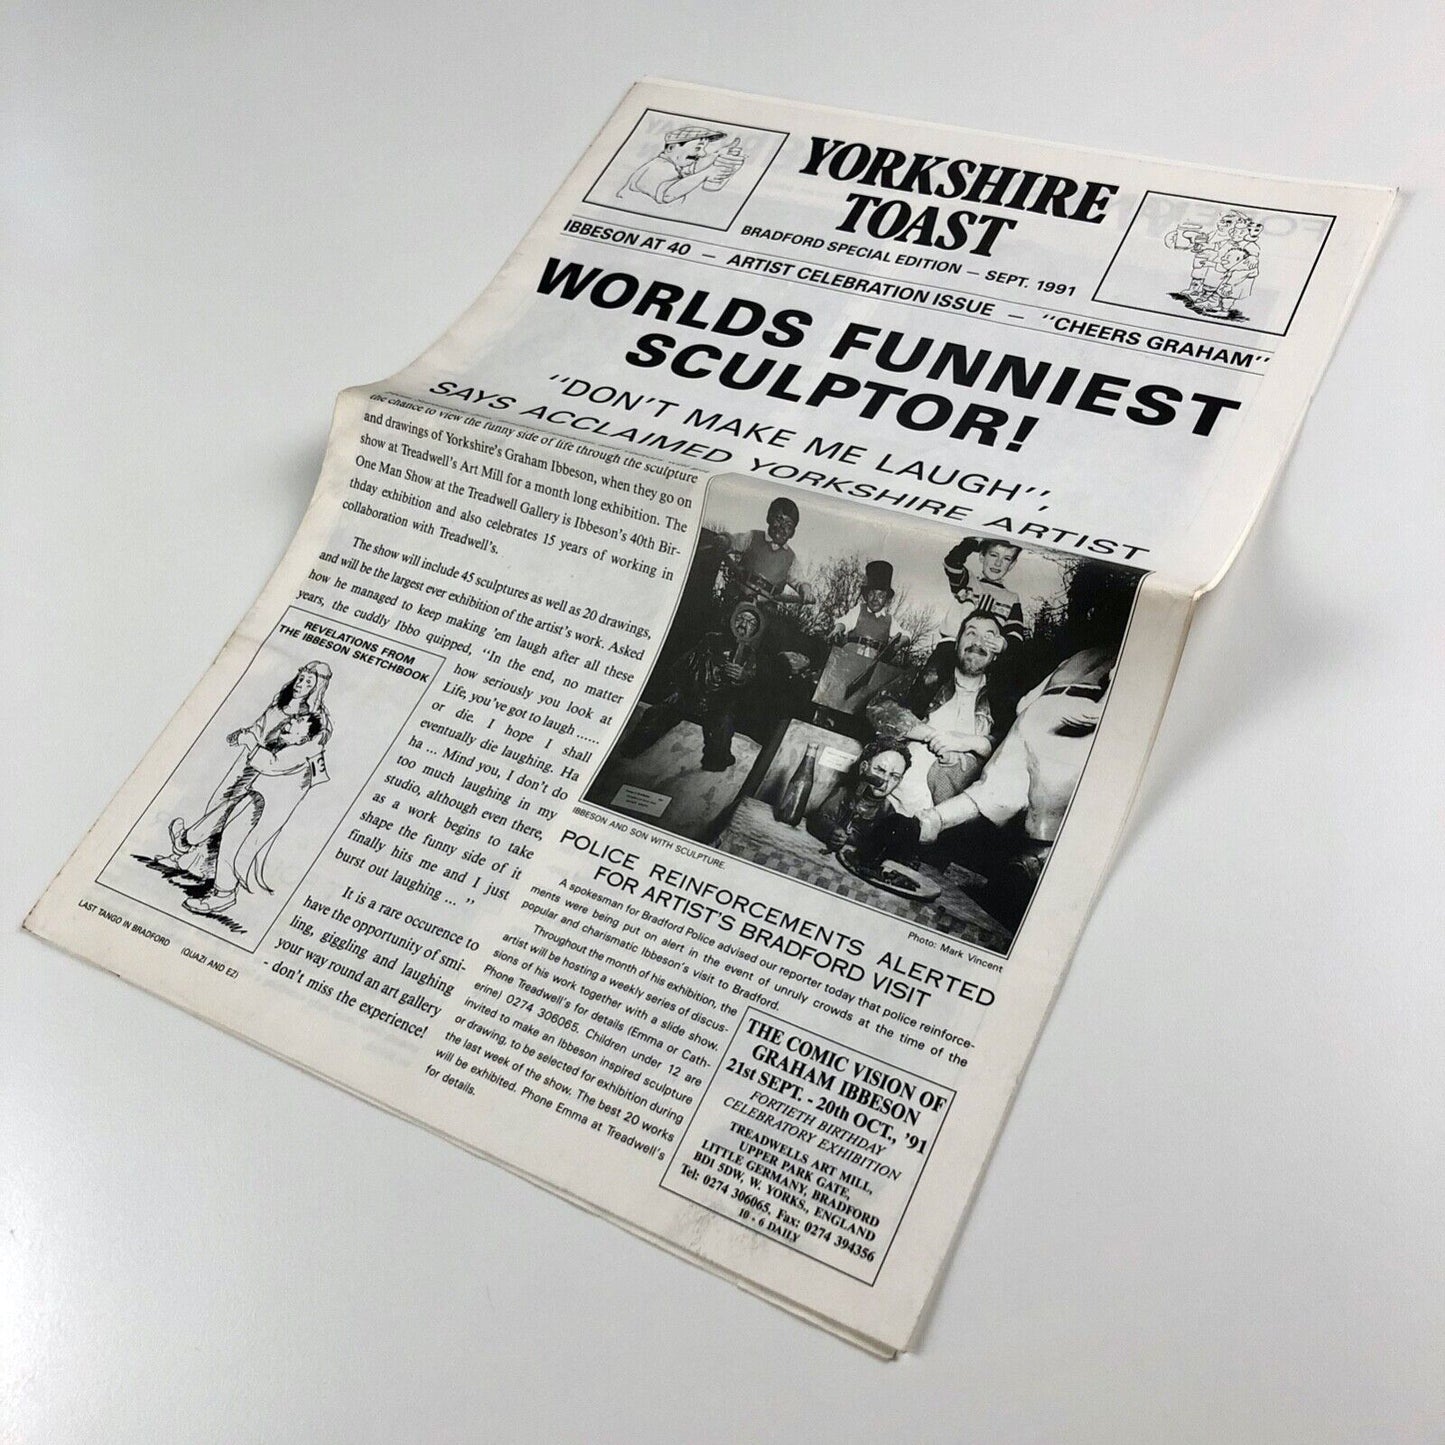 YORKSHIRE
TOAST
BRADFORD SPECIAL EDITION — SEPT. 1991
IBBESON AT 40 — ARTIST CELEBRATION ISSUE — "CHEERS GRAHAM"
WORLDS FUNNIEST
SCULPTOR!
"DON'T MAKE ME LAUGH",
SAYS ACCLAIMED YORKSHIRE ARTIST
the chance to view the funny side of life through the sculpture
and drawings of Yorkshire's Graham Ibbeson, when they go on
show at Treadwell's Art Mill for a month long exhibition. The
One Man Show at the Treadwell Gallery is Ibbeson's 40th Bir-
thday exhibition and also celebrates 15 years of working in
collaboration with Treadwell's.
The show will include 45 sculptures as well as 20 drawings,
and will be the largest ever exhibition of the artist's work. Asked
how he managed to keep making 'em laugh after all these
years, the cuddly Ibbo quipped, "In the end, no matter
how seriously you look at
Life, you've got to laugh ......
or die. I hope I shall
eventually die laughing. Ha
ha ... Mind you, I don't do
too much laughing in my
studio, although even there,
as a work begins to take
shape the funny side of it
finally hits me and I just
burst out laughing ... "
It is a rare occurence to
have the opportunity of smi-
ling, giggling and laughing
your way round an art gallery
- don't miss the experience!
REVELATIONS FROM
THE IBBESON SKETCHBOOK
LAST TANGO IN BRADFORD (QUAZI AND EZ)
IBBESON AND SON WITH SCULPTURE.
Photo: Mark Vincent
POLICE REINFORCEMENTS ALERTED
FOR ARTIST'S BRADFORD VISIT
A spokesman for Bradford Police advised our reporter today that police reinforce-
ments were being put on alert in the event of unruly crowds at the time of the
popular and charismatic Ibbeson's visit to Bradford.
Throughout the month of his exhibition, the
artist will be hosting a weekly series of discus-
sions of his work together with a slide show.
Phone Treadwell's for details (Emma or Cath-
erine) 0274 306065. Children under 12 are
invited to make an Ibbeson inspired sculpture
or drawing, to be selected for exhibition during
the last week of the show. The best 20 works
will be exhibited. Phone Emma at Treadwell's
for details.
THE COMIC VISION OF
GRAHAM IBBESON
21st SEPT. - 20th OCT., '91
FORTIETH BIRTHDAY
CELEBRATORY EXHIBITION
TREADWELLS ART MILL,
UPPER PARK GATE,
LITTLE GERMANY, BRADFORD
BD1 5DW, W. YORKS., ENGLAND
Tel: 0274 306065, Fax: 0274 394356
10 - 6 DAILY